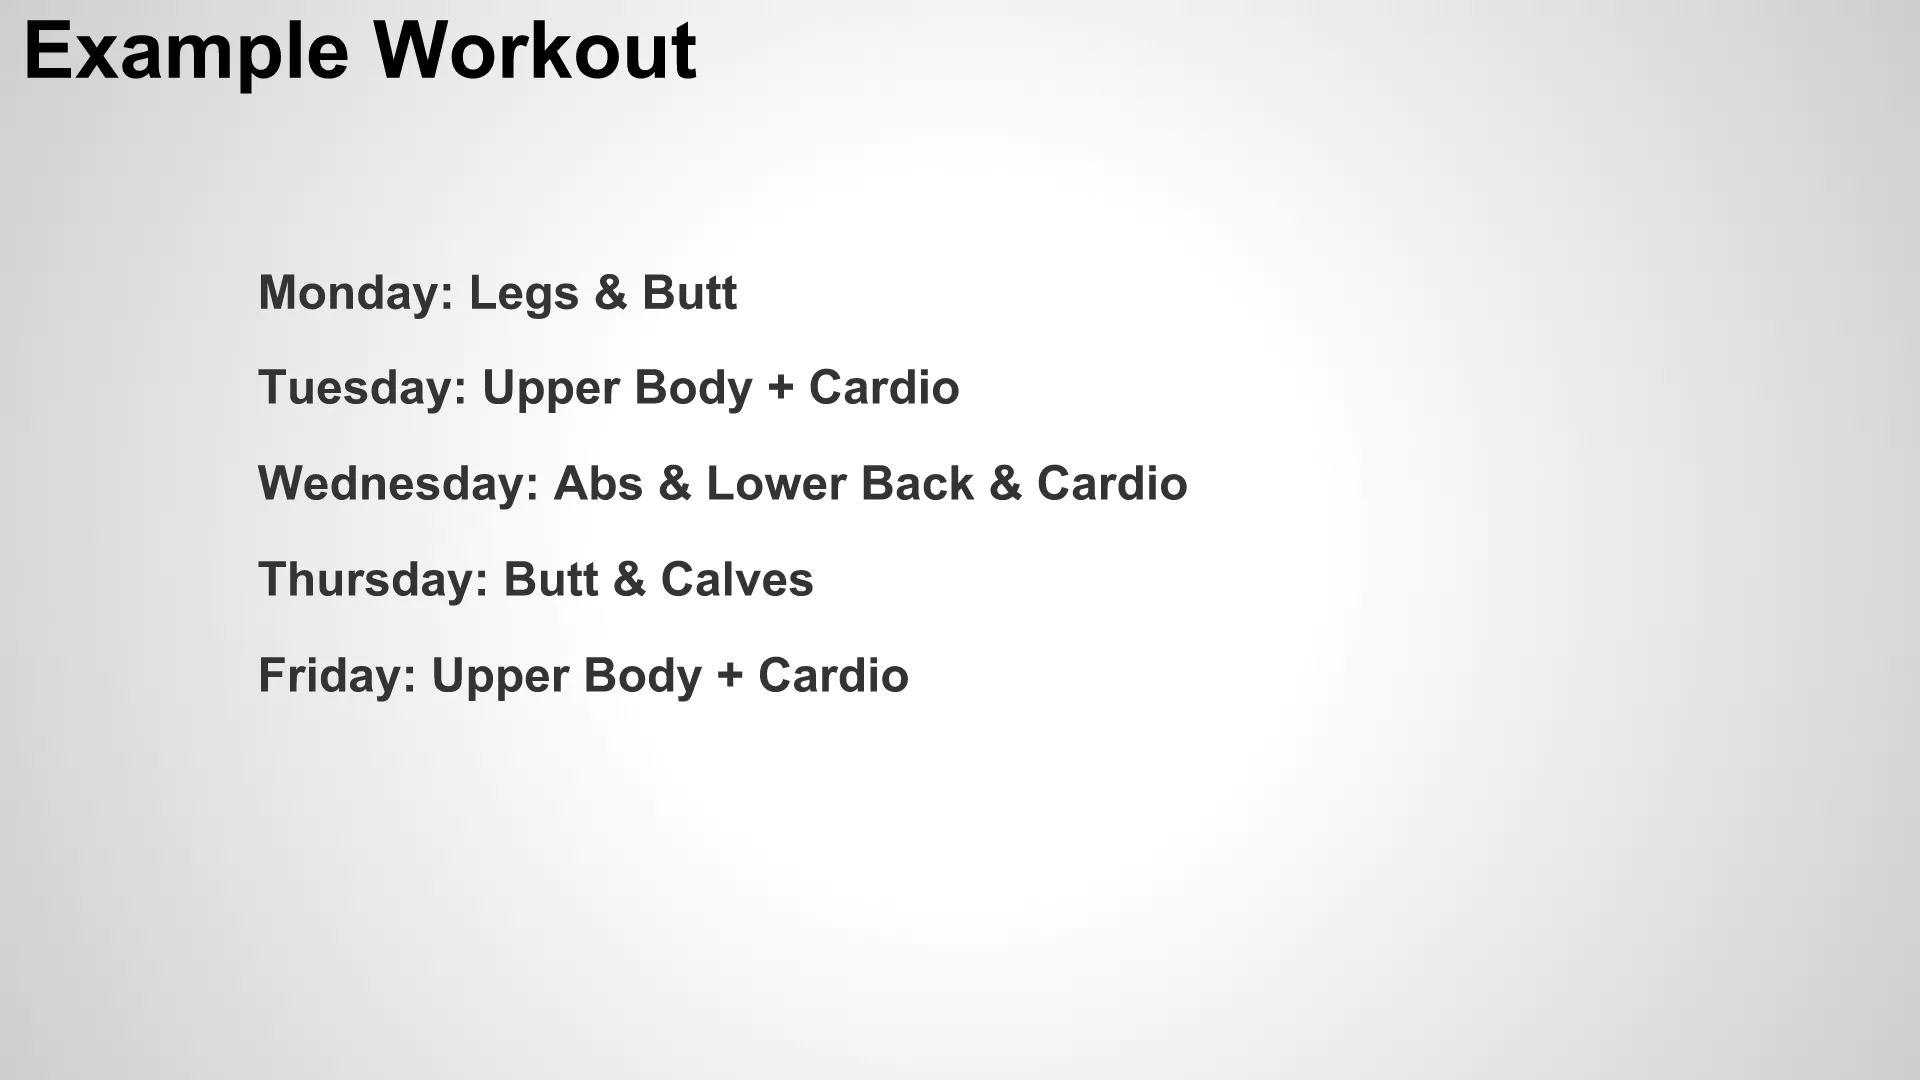 Example Workout
Monday: Legs & Butt
Tuesday: Upper Body + Cardio
Wednesday: Abs & Lower Back & Cardio
Thursday: Butt & Calves
Friday: Upper Body + Cardio